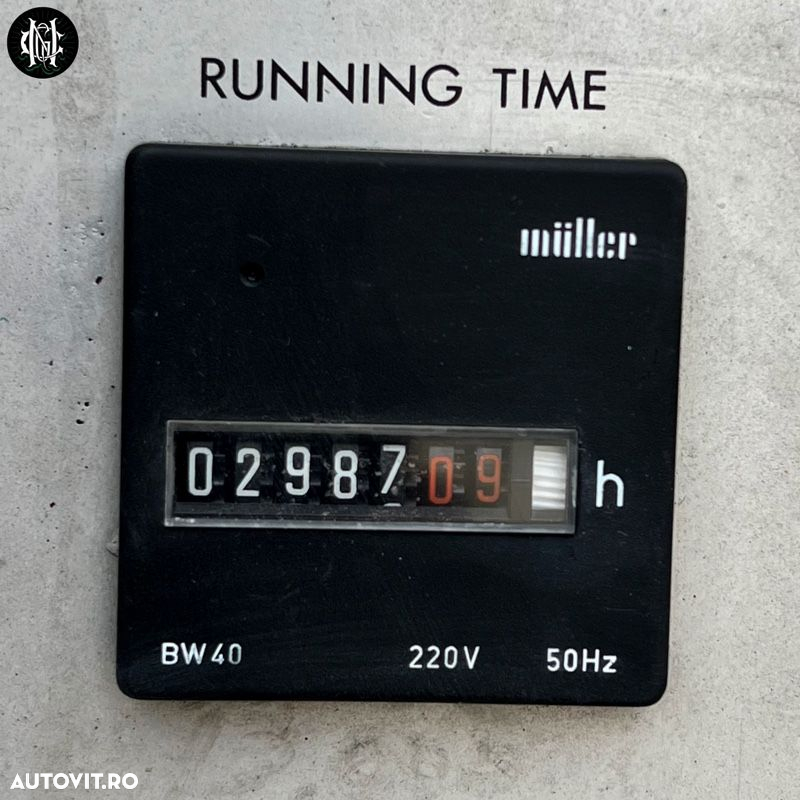 RUNNING TIME
müller
0298709 h
BW40 220V 50Hz
AUTOVIT.RO